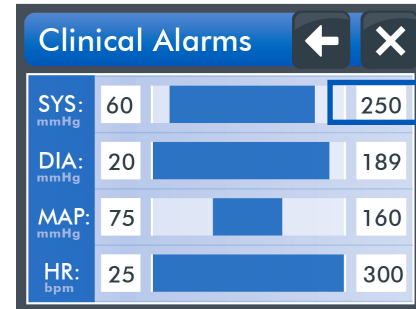 Clinical Alarms
SYS: 60 250
mmHg
DIA: 20 189
mmHg
MAP: 75 160
mmHg
HR: 25 300
bpm